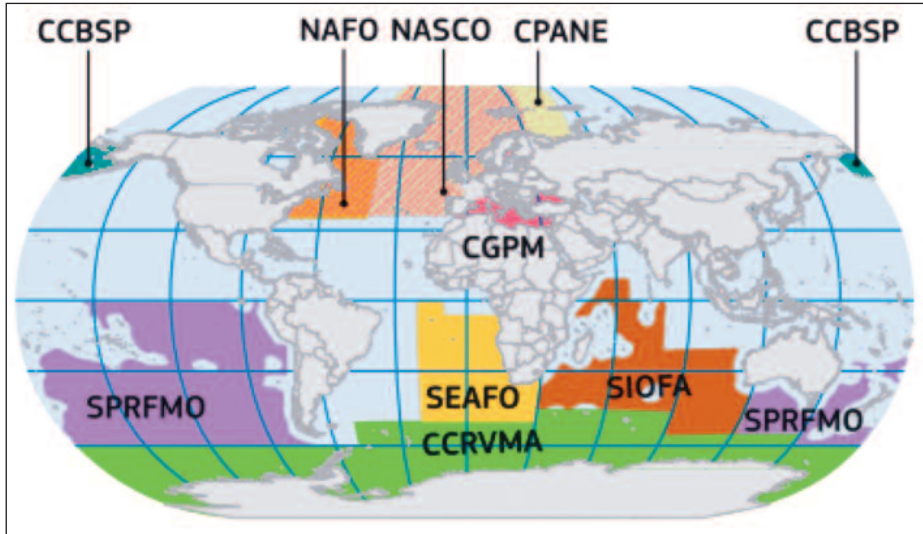 CCBSP NAFO NASCO CPANE CCBSP
CGPM
SPRFMO SEAFO SIOFA SPRFMO
CCRVMA